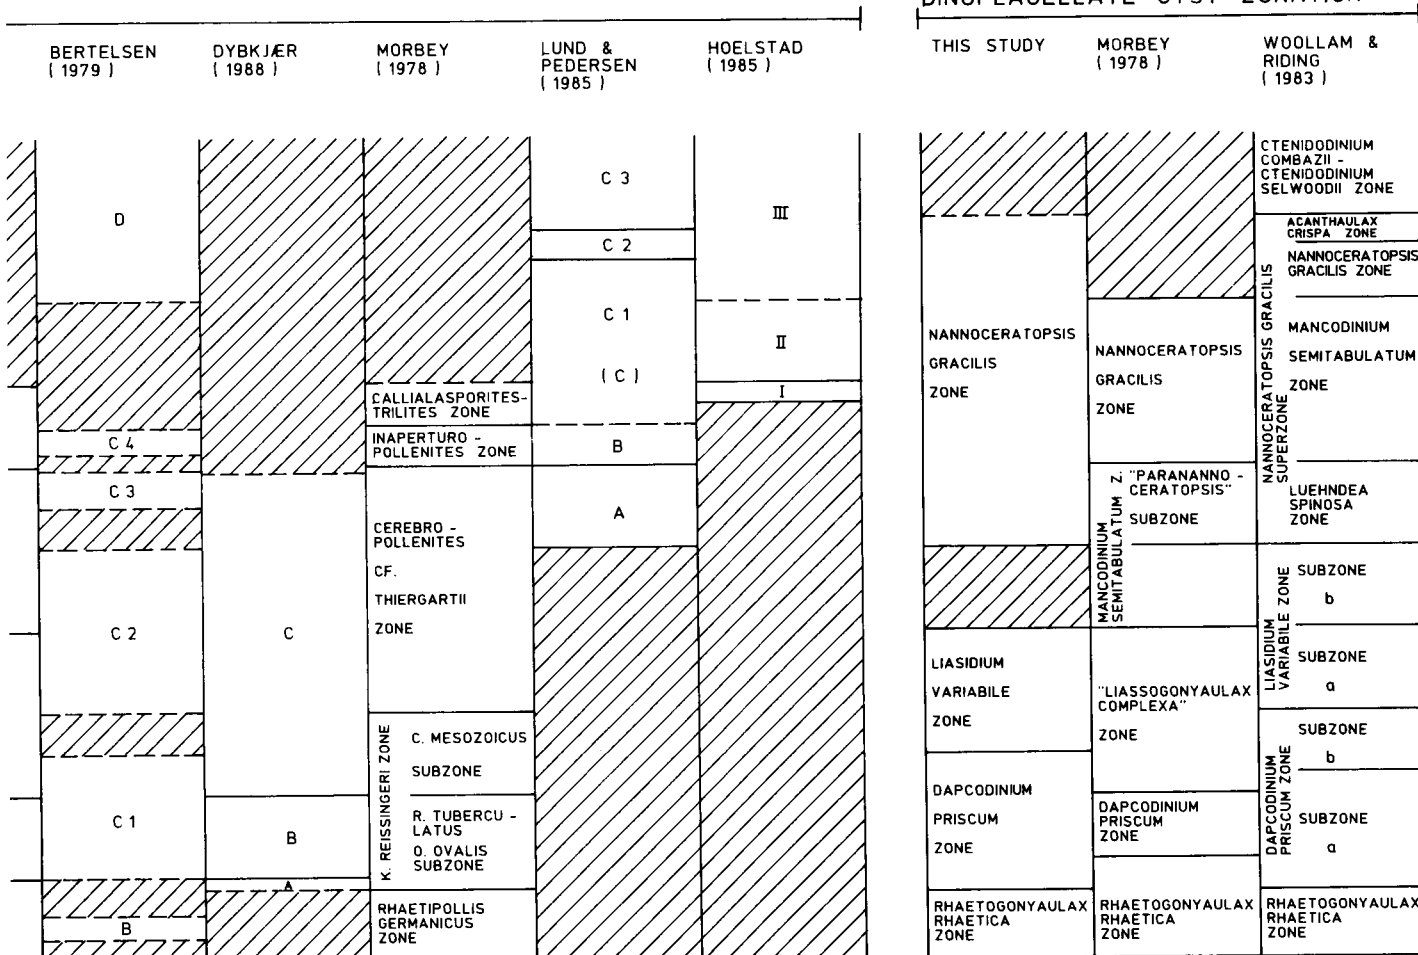 BERTELSEN
( 1979 )
DYBKJÆR
( 1988 )
MORBEY
( 1978 )
LUND &
PEDERSEN
( 1985 )
HOELSTAD
( 1985 )
THIS STUDY
MORBEY
( 1978 )
WOOLLAM &
RIDING
( 1983 )
D
C 4
C 3
C 2
C 1
B
C
B
A
CALLIALASPORITES-
TRILITES ZONE
INAPERTURO -
POLLENITES ZONE
CEREBRO -
POLLENITES
CF.
THIERGARTII
ZONE
K. REISSINGERI ZONE
C. MESOZOICUS
SUBZONE
R. TUBERCU -
LATUS
O. OVALIS
SUBZONE
RHAETIPOLLIS
GERMANICUS
ZONE
C 3
C 2
C 1
( C )
B
A
III
II
I
NANNOCERATOPSIS
GRACILIS
ZONE
LIASIDIUM
VARIABILE
ZONE
DAPCODINIUM
PRISCUM
ZONE
RHAETOGONYAULAX
RHAETICA
ZONE
NANNOCERATOPSIS
GRACILIS
ZONE
MANCODINIUM
SEMITABULATUM Z.
"PARANANNO -
CERATOPSIS"
SUBZONE
"LIASSOGONYAULAX
COMPLEXA"
ZONE
DAPCODINIUM
PRISCUM
ZONE
RHAETOGONYAULAX
RHAETICA
ZONE
CTENIDODINIUM
COMBAZII -
CTENIDODINIUM
SELWOODII ZONE
NANNOCERATOPSIS GRACILIS
SUPERZONE
ACANTHAULAX
CRISPA ZONE
NANNOCERATOPSIS
GRACILIS ZONE
MANCODINIUM
SEMITABULATUM
ZONE
LUEHNDEA
SPINOSA
ZONE
LIASIDIUM
VARIABILE ZONE
SUBZONE
b
SUBZONE
a
DAPCODINIUM
PRISCUM ZONE
SUBZONE
b
SUBZONE
a
RHAETOGONYAULAX
RHAETICA
ZONE